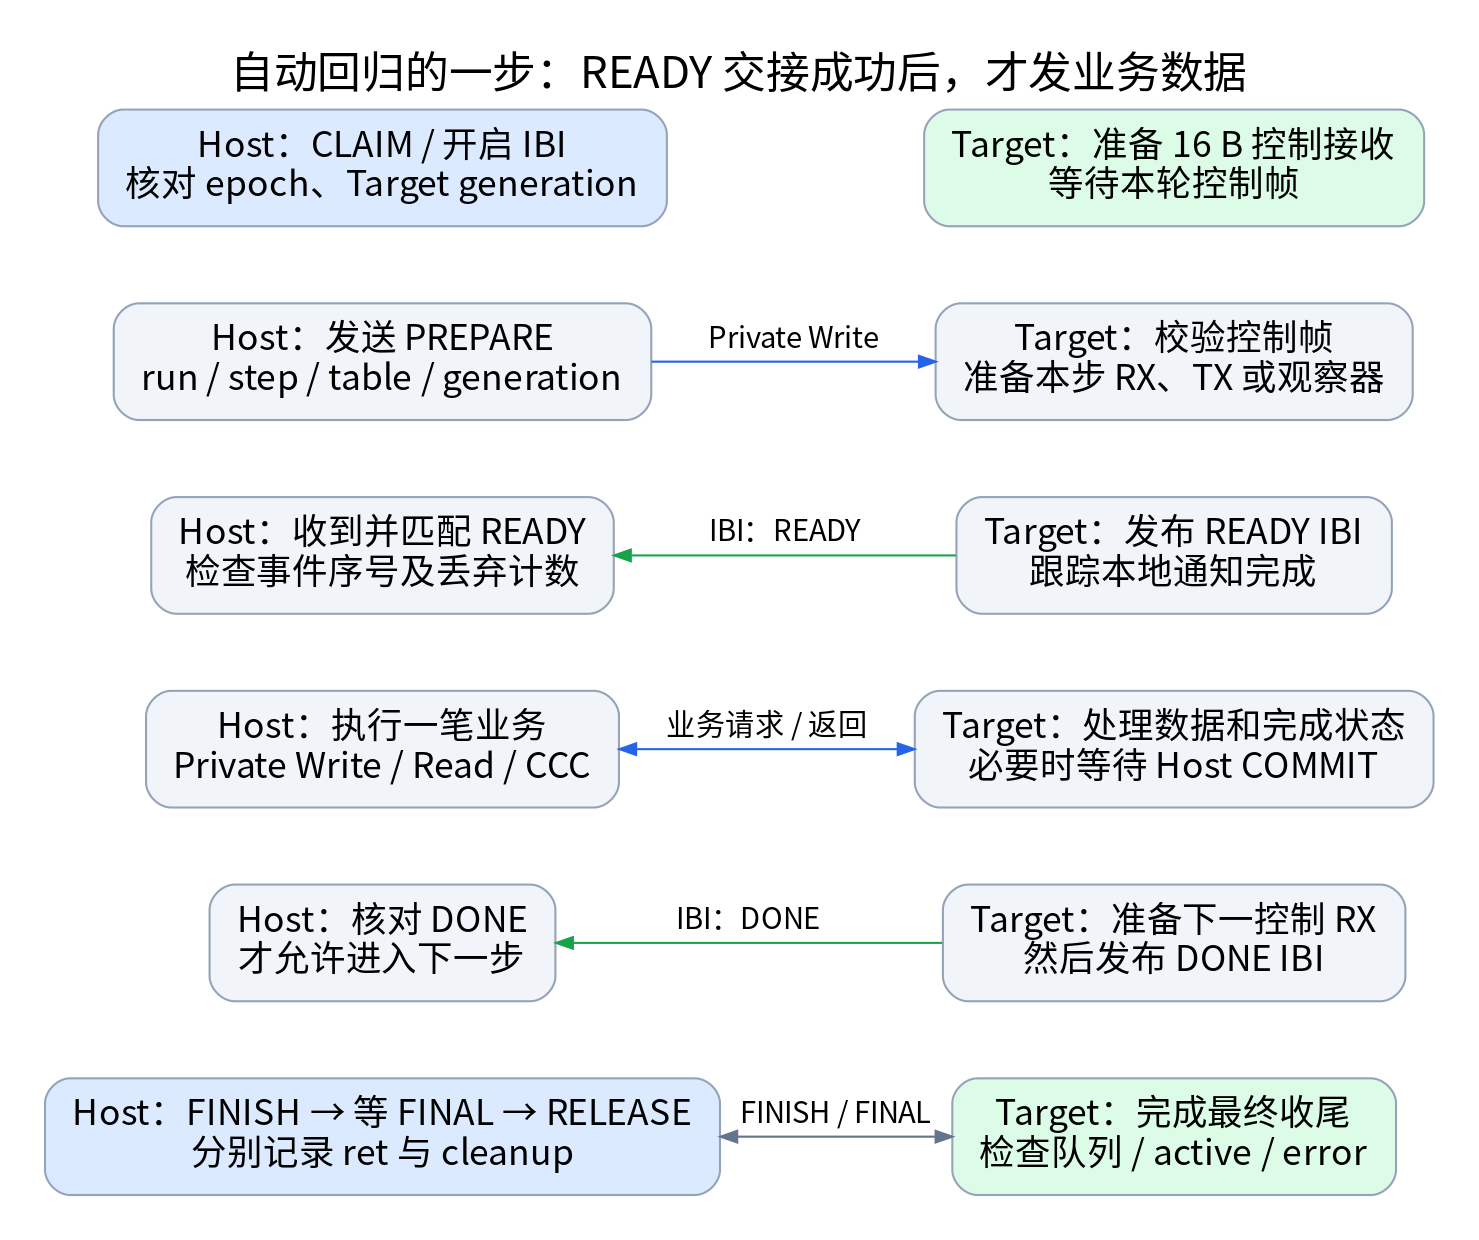 自动回归的一步：READY 交接成功后，才发业务数据
Host：CLAIM / 开启 IBI
核对 epoch、Target generation
Target：准备 16 B 控制接收
等待本轮控制帧
Host：发送 PREPARE
run / step / table / generation
Private Write
Target：校验控制帧
准备本步 RX、TX 或观察器
Host：收到并匹配 READY
检查事件序号及丢弃计数
IBI：READY
Target：发布 READY IBI
跟踪本地通知完成
Host：执行一笔业务
Private Write / Read / CCC
业务请求 / 返回
Target：处理数据和完成状态
必要时等待 Host COMMIT
Host：核对 DONE
才允许进入下一步
IBI：DONE
Target：准备下一控制 RX
然后发布 DONE IBI
Host：FINISH → 等 FINAL → RELEASE
分别记录 ret 与 cleanup
FINISH / FINAL
Target：完成最终收尾
检查队列 / active / error